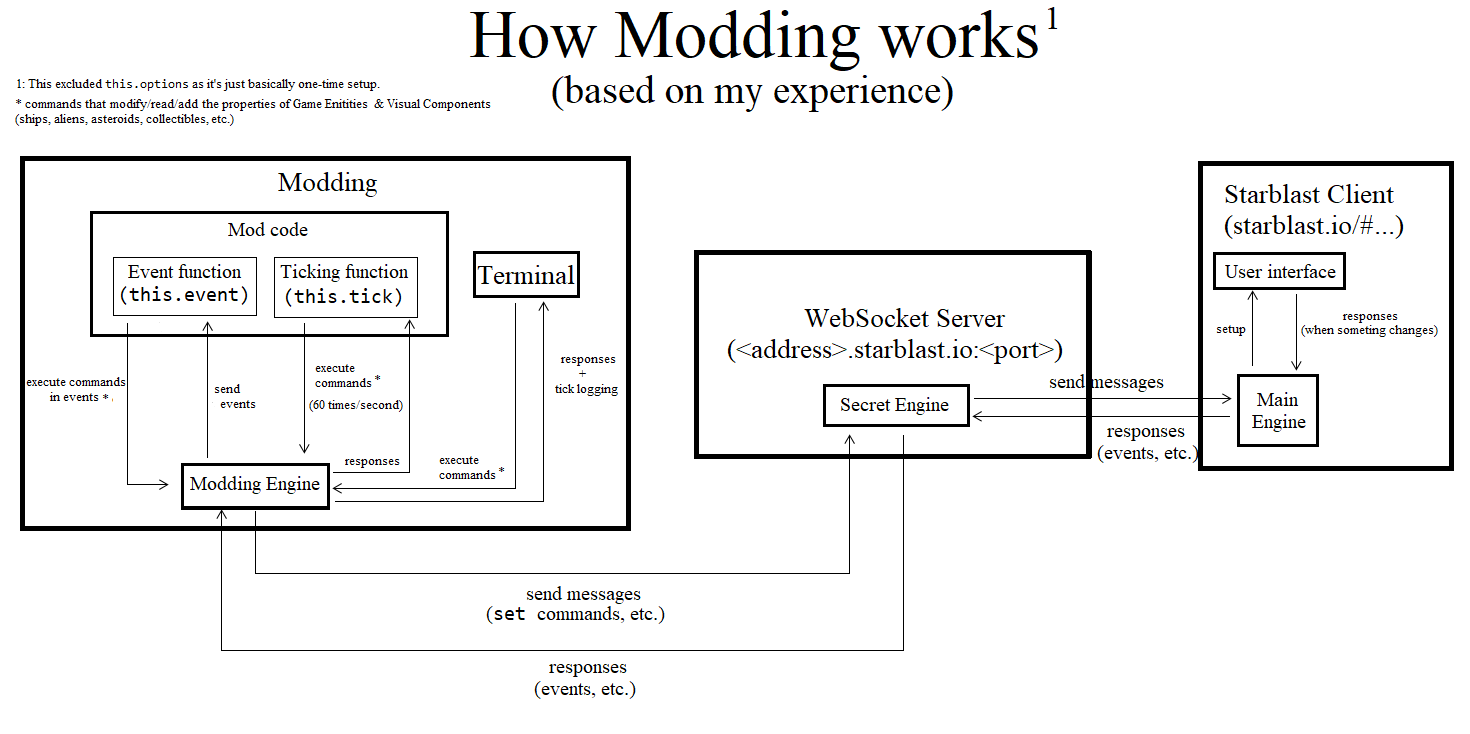 How Modding works¹
(based on my experience)
1: This excluded this.options as it's just basically one-time setup.
* commands that modify/read/add the properties of Game Enitities & Visual Components
(ships, aliens, asteroids, collectibles, etc.)
Modding
Mod code
Event function
(this.event)
Ticking function
(this.tick)
Terminal
execute commands
in events *
send
events
execute
commands *
(60 times/second)
responses
execute
commands *
responses
+
tick logging
Modding Engine
send messages
(set commands, etc.)
responses
(events, etc.)
WebSocket Server
(<address>.starblast.io:<port>)
Secret Engine
send messages
responses
(events, etc.)
Starblast Client
(starblast.io/#...)
User interface
setup
responses
(when someting changes)
Main
Engine